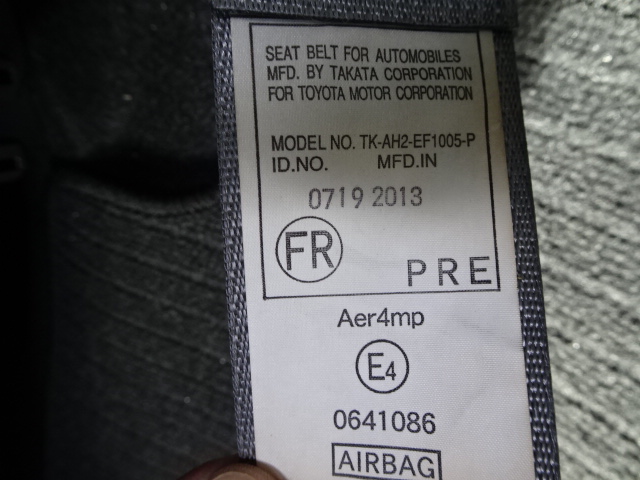 SEAT BELT FOR AUTOMOBILES
MFD. BY TAKATA CORPORATION
FOR TOYOTA MOTOR CORPORATION
MODEL NO. TK-AH2-EF1005-P
ID.NO. MFD.IN
0719 2013
FR
PRE
Aer4mp
E4
0641086
AIRBAG